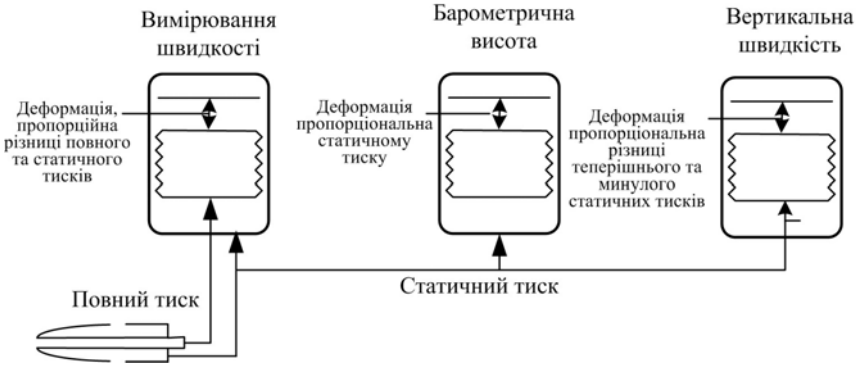 Вимірювання
швидкості
Барометрична
висота
Вертикальна
швидкість
Деформація,
пропорційна
різниці повного
та статичного
тисків
Деформація
пропорціональна
статичному
тиску
Деформація
пропорціональна
різниці
теперішнього та
минулого
статичних тисків
Повний тиск
Статичний тиск